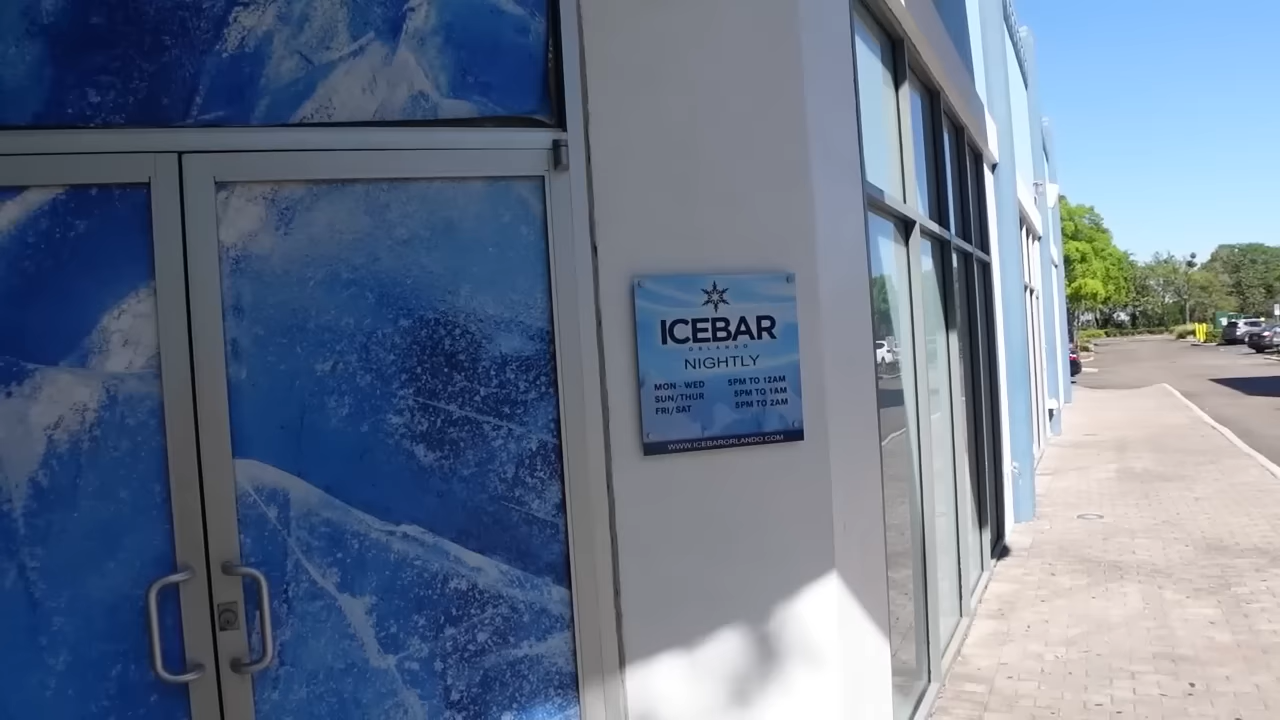 ICEBAR
ORLANDO
NIGHTLY
MON - WED 5PM TO 12AM
SUN/THUR 5PM TO 1AM
FRI/SAT 5PM TO 2AM
WWW.ICEBARORLANDO.COM